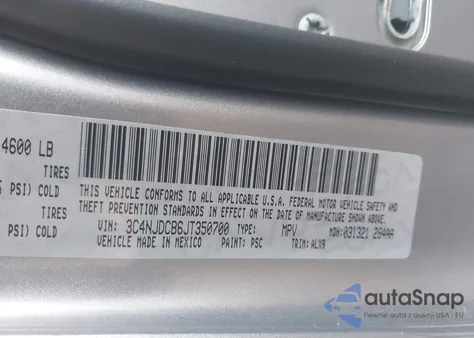 4600 LB
TIRES
PSI) COLD
TIRES
PSI) COLD
THIS VEHICLE CONFORMS TO ALL APPLICABLE U.S.A. FEDERAL MOTOR VEHICLE SAFETY AND
THEFT PREVENTION STANDARDS IN EFFECT ON THE DATE OF MANUFACTURE SHOWN ABOVE.
VIN: 3C4NJDCB6JT350700 TYPE: MPV MDH: 031321 284AA
VEHICLE MADE IN MEXICO PAINT: PSC TRIM: ALX9
autoSnap
Pewne auta z aukcji USA i EU